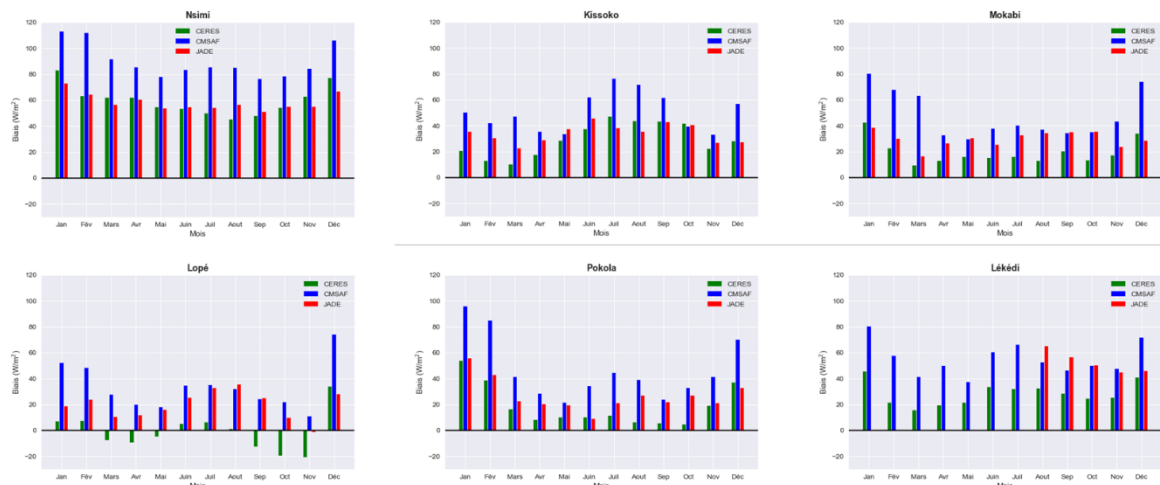 Nsimi
CERES
CMSAF
JADE
Biais (W/m²)
120
100
80
60
40
20
0
−20
Jan Fév Mars Avr Mai Juin Juil Aout Sep Oct Nov Déc
Mois
Kissoko
CERES
CMSAF
JADE
Biais (W/m²)
120
100
80
60
40
20
0
−20
Jan Fév Mars Avr Mai Juin Juil Aout Sep Oct Nov Déc
Mois
Mokabi
CERES
CMSAF
JADE
Biais (W/m²)
120
100
80
60
40
20
0
−20
Jan Fév Mars Avr Mai Juin Juil Aout Sep Oct Nov Déc
Mois
Lopé
CERES
CMSAF
JADE
Biais (W/m²)
120
100
80
60
40
20
0
−20
Jan Fév Mars Avr Mai Juin Juil Aout Sep Oct Nov Déc
Mois
Pokola
CERES
CMSAF
JADE
Biais (W/m²)
120
100
80
60
40
20
0
−20
Jan Fév Mars Avr Mai Juin Juil Aout Sep Oct Nov Déc
Mois
Lékédi
CERES
CMSAF
JADE
Biais (W/m²)
120
100
80
60
40
20
0
−20
Jan Fév Mars Avr Mai Juin Juil Aout Sep Oct Nov Déc
Mois